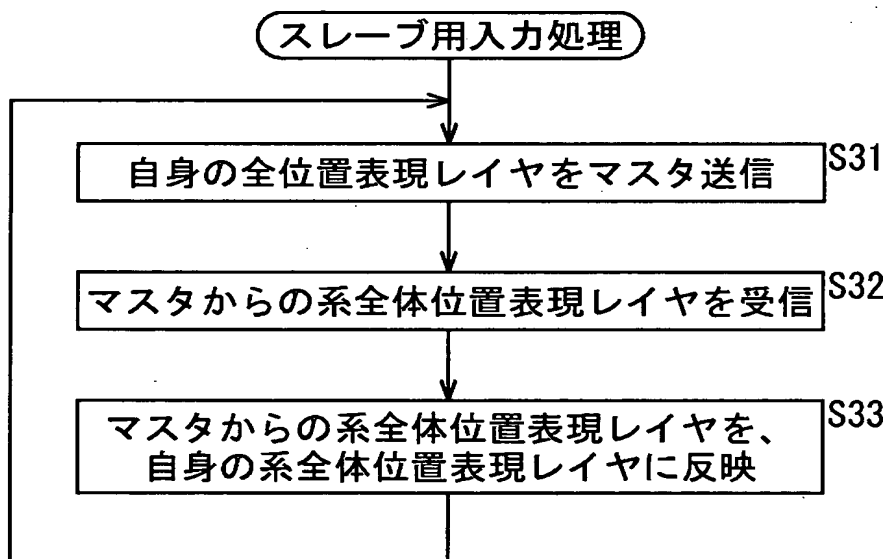 スレーブ用入力処理
自身の全位置表現レイヤをマスタ送信
S31
マスタからの系全体位置表現レイヤを受信
S32
マスタからの系全体位置表現レイヤを、
自身の系全体位置表現レイヤに反映
S33